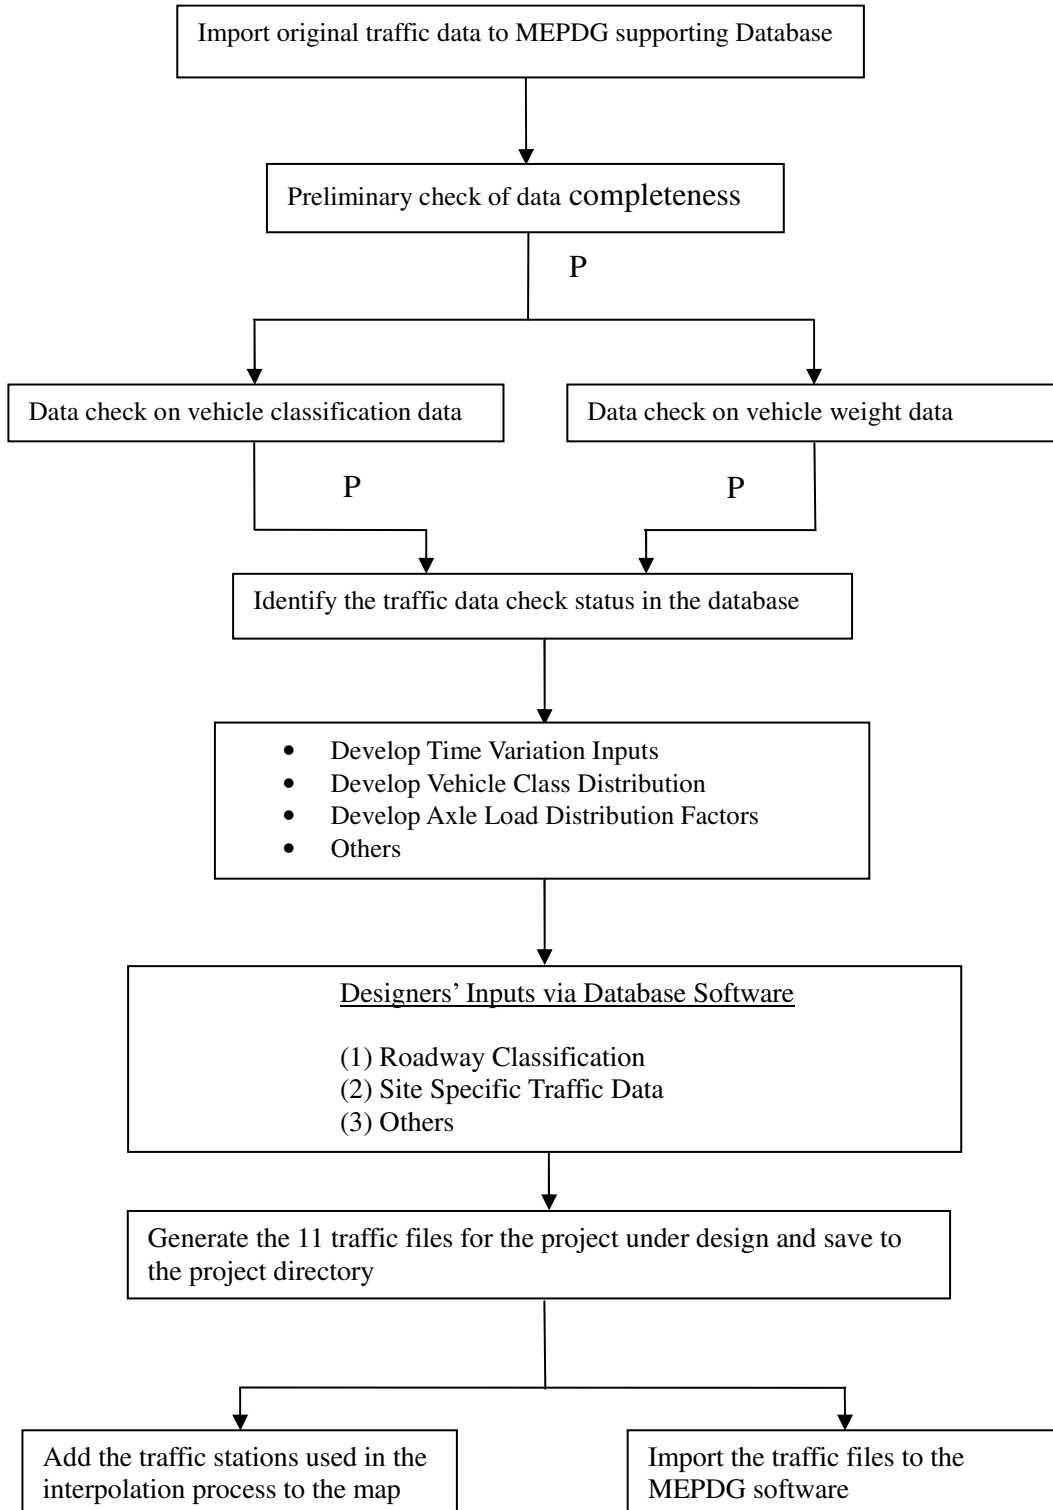 Import original traffic data to MEPDG supporting Database
Preliminary check of data completeness
P
Data check on vehicle classification data
Data check on vehicle weight data
P
P
Identify the traffic data check status in the database
• Develop Time Variation Inputs
• Develop Vehicle Class Distribution
• Develop Axle Load Distribution Factors
• Others
Designers’ Inputs via Database Software
(1) Roadway Classification
(2) Site Specific Traffic Data
(3) Others
Generate the 11 traffic files for the project under design and save to
the project directory
Add the traffic stations used in the
interpolation process to the map
Import the traffic files to the
MEPDG software